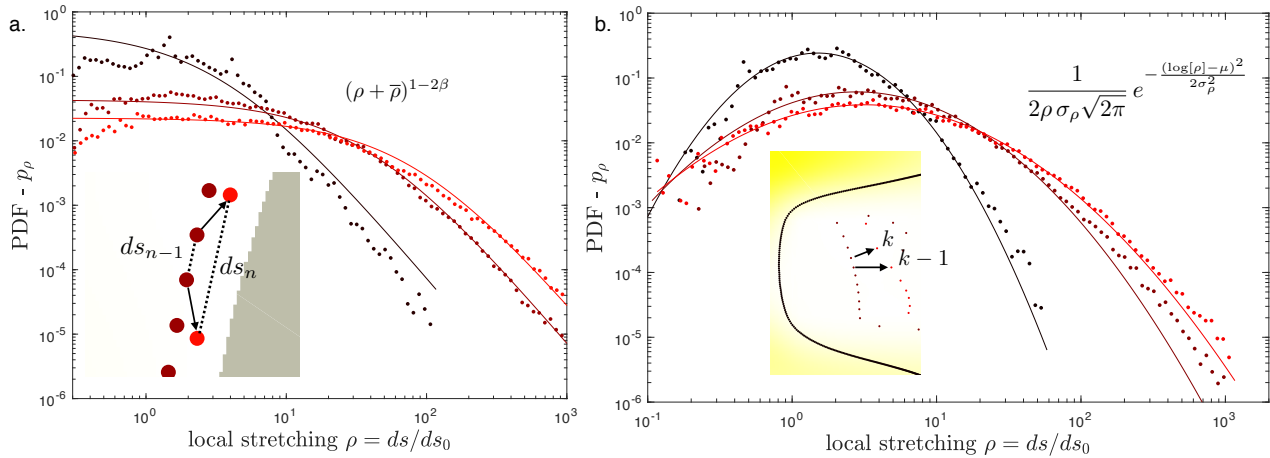 a.
10^0
10^-1
10^-2
10^-3
10^-4
10^-5
10^-6
PDF - p_ρ
(ρ + ρ̅)^{1−2β}
ds_{n−1}
ds_n
10^0
10^1
10^2
10^3
local stretching ρ = ds/ds_0
b.
10^0
10^-1
10^-2
10^-3
10^-4
10^-5
10^-6
PDF - p_ρ
1/(2ρ σ_ρ √(2π)) e^{−(log[ρ]−μ)^2/(2σ_ρ^2)}
k
k − 1
10^-1
10^0
10^1
10^2
10^3
local stretching ρ = ds/ds_0